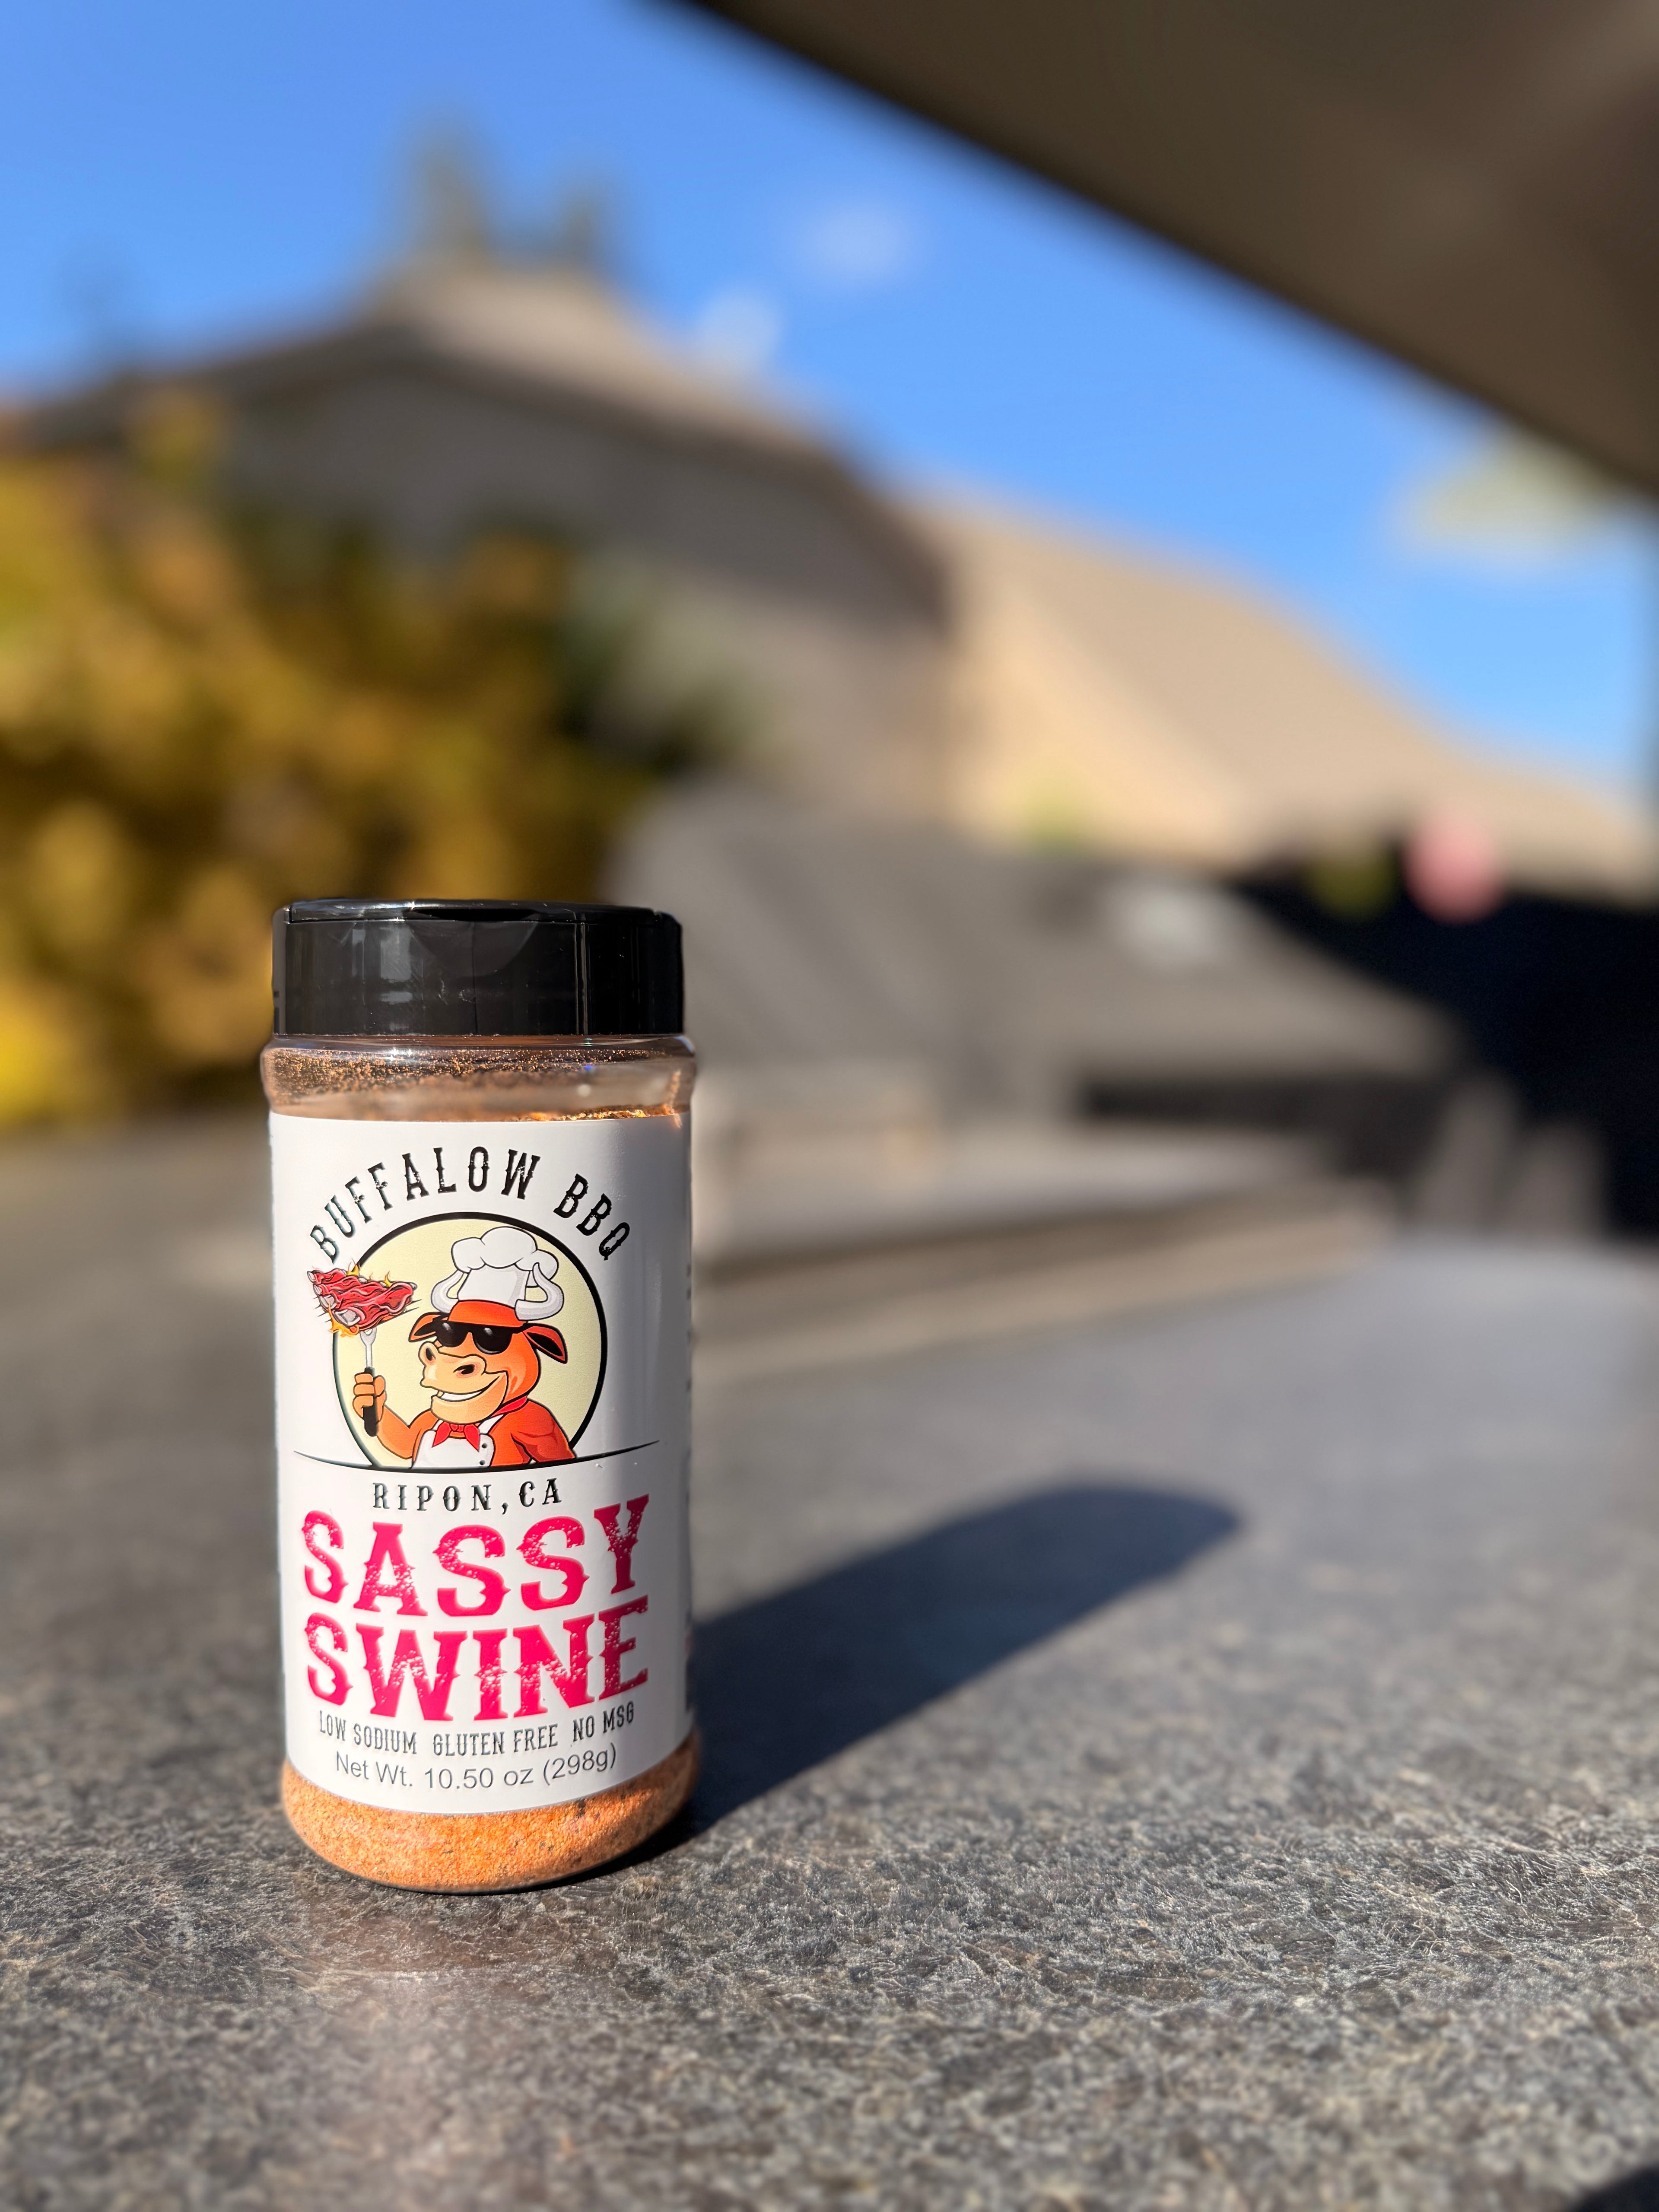 BUFFALOW BBQ
RIPON, CA
SASSY
SWINE
LOW SODIUM GLUTEN FREE NO MSG
Net Wt. 10.50 oz (298g)